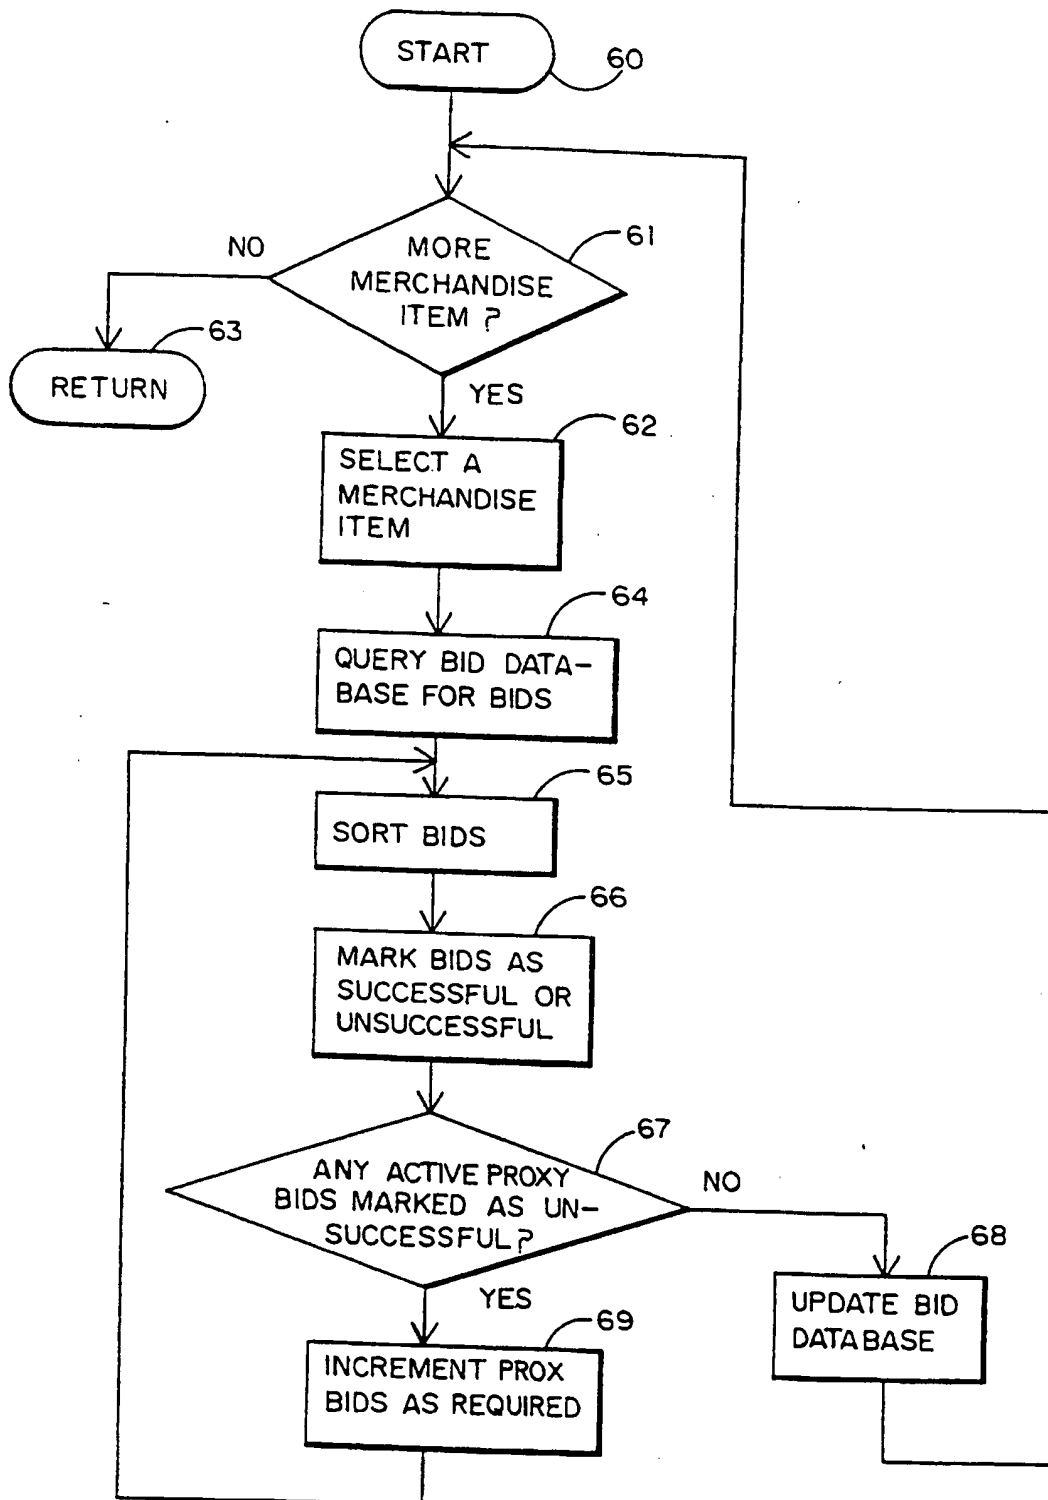 START
60
MORE
MERCHANDISE
ITEM ?
61
NO
63
RETURN
YES
62
SELECT A
MERCHANDISE
ITEM
64
QUERY BID DATA-
BASE FOR BIDS
65
SORT BIDS
66
MARK BIDS AS
SUCCESSFUL OR
UNSUCCESSFUL
67
ANY ACTIVE PROXY
BIDS MARKED AS UN-
SUCCESSFUL?
NO
YES
68
UPDATE BID
DATABASE
69
INCREMENT PROX
BIDS AS REQUIRED